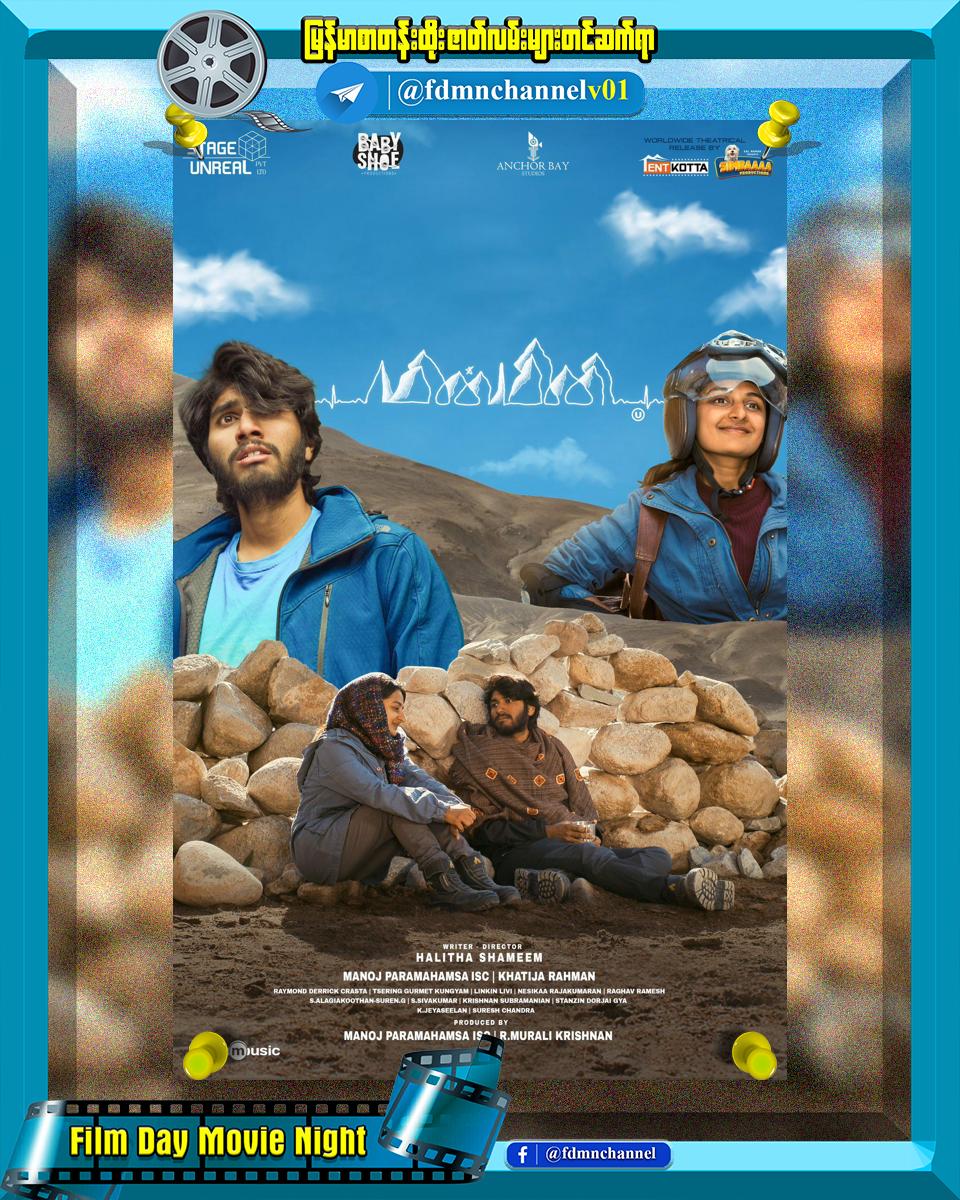 မြန်မာစာတန်းထိုးဇာတ်လမ်းများတင်ဆက်ရာ
@fdmnchannelv01
STAGE
UNREAL PVT
LTD
BABY
SHOE
PRODUCTIONS
ANCHOR BAY
STUDIOS
WORLDWIDE THEATRICAL
RELEASE BY
TENTKOTTA
PRODUCTIONS
மின்மினி
U
WRITER - DIRECTOR
HALITHA SHAMEEM
MANOJ PARAMAHAMSA ISC | KHATIJA RAHMAN
RAYMOND DERRICK CRASTA | TSERING GURMET KUNGYAM | LINKIN LIVI | NESIKAA RAJAKUMARAN | RAGHAV RAMESH
S.ALAGIAKOOTHAN-SUREN.G | S.SIVAKUMAR | KRISHNAN SUBRAMANIAN | STANZIN DORJAI GYA
K.JEYASEELAN | SURESH CHANDRA
PRODUCED BY
MANOJ PARAMAHAMSA ISC | R.MURALI KRISHNAN
music
Film Day Movie Night
f | @fdmnchannel